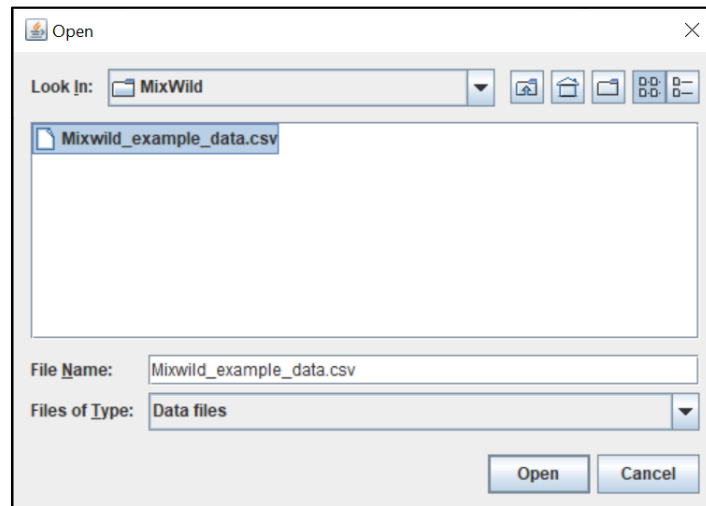 Open
Look In: MixWild
Mixwild_example_data.csv
File Name: Mixwild_example_data.csv
Files of Type: Data files
Open Cancel